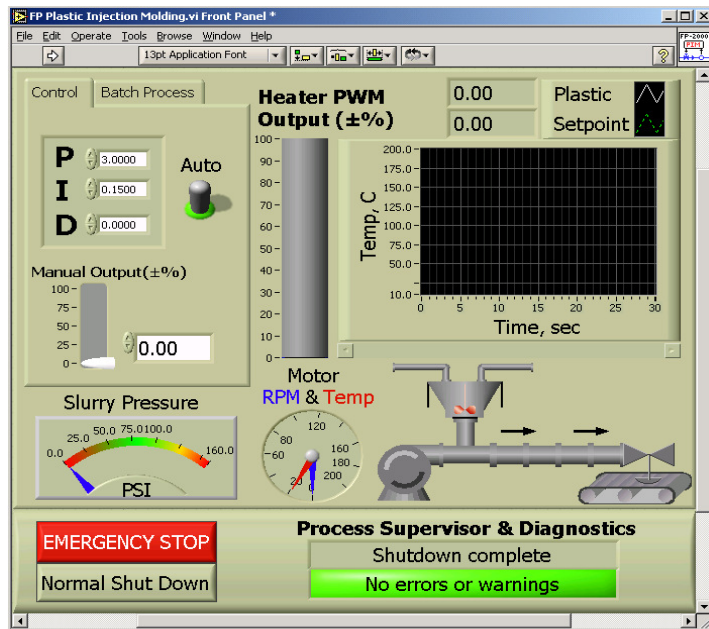 FP Plastic Injection Molding.vi Front Panel *
File Edit Operate Tools Browse Window Help
13pt Application Font
?
FP-2000
PIM
Control
Batch Process
P 3.0000
I 0.1500
D 0.0000
Auto
Manual Output(±%)
100
75
50
25
0
0.00
Heater PWM
Output (±%)
100
90
80
70
60
50
40
30
20
10
0
0.00
0.00
Plastic
Setpoint
Temp, C
200.0
175.0
150.0
125.0
100.0
75.0
50.0
10.0
0 5 10 15 20 25 30
Time, sec
Slurry Pressure
0.0 25.0 50.0 75.0 100.0 160.0
PSI
Motor
RPM & Temp
0 20 60 80 120 160 180 200
EMERGENCY STOP
Normal Shut Down
Process Supervisor & Diagnostics
Shutdown complete
No errors or warnings